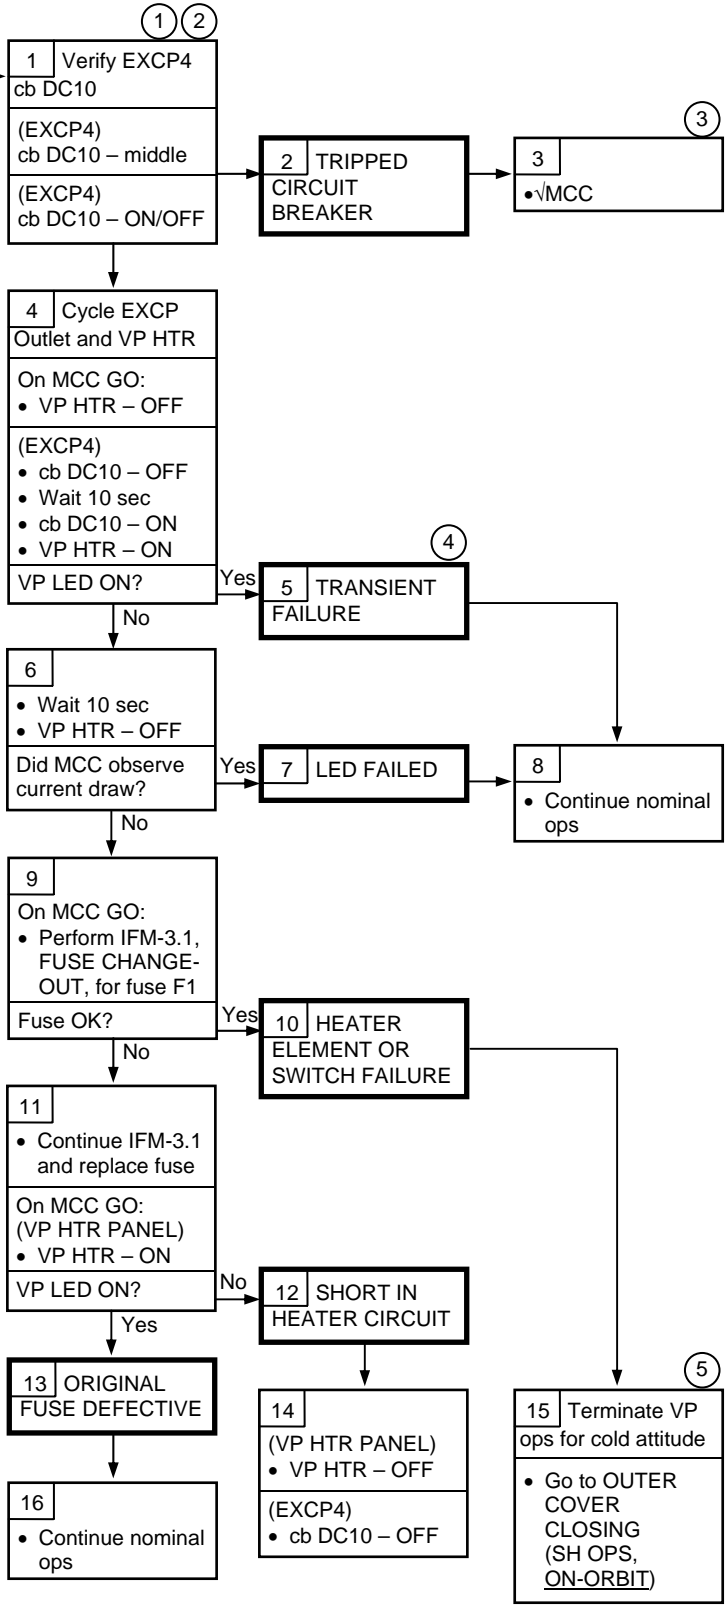 1 2
1 Verify EXCP4
cb DC10
(EXCP4)
cb DC10 – middle
(EXCP4)
cb DC10 – ON/OFF
2 TRIPPED
CIRCUIT
BREAKER
3
3
•√MCC
4 Cycle EXCP
Outlet and VP HTR
On MCC GO:
• VP HTR – OFF
(EXCP4)
• cb DC10 – OFF
• Wait 10 sec
• cb DC10 – ON
• VP HTR – ON
VP LED ON?
Yes
No
4
5 TRANSIENT
FAILURE
6
• Wait 10 sec
• VP HTR – OFF
Did MCC observe
current draw?
Yes
No
7 LED FAILED
8
• Continue nominal
ops
9
On MCC GO:
• Perform IFM-3.1,
FUSE CHANGE-
OUT, for fuse F1
Fuse OK?
Yes
No
10 HEATER
ELEMENT OR
SWITCH FAILURE
11
• Continue IFM-3.1
and replace fuse
On MCC GO:
(VP HTR PANEL)
• VP HTR – ON
VP LED ON?
No
Yes
12 SHORT IN
HEATER CIRCUIT
13 ORIGINAL
FUSE DEFECTIVE
14
(VP HTR PANEL)
• VP HTR – OFF
(EXCP4)
• cb DC10 – OFF
5
15 Terminate VP
ops for cold attitude
• Go to OUTER
COVER
CLOSING
(SH OPS,
ON-ORBIT)
16
• Continue nominal
ops